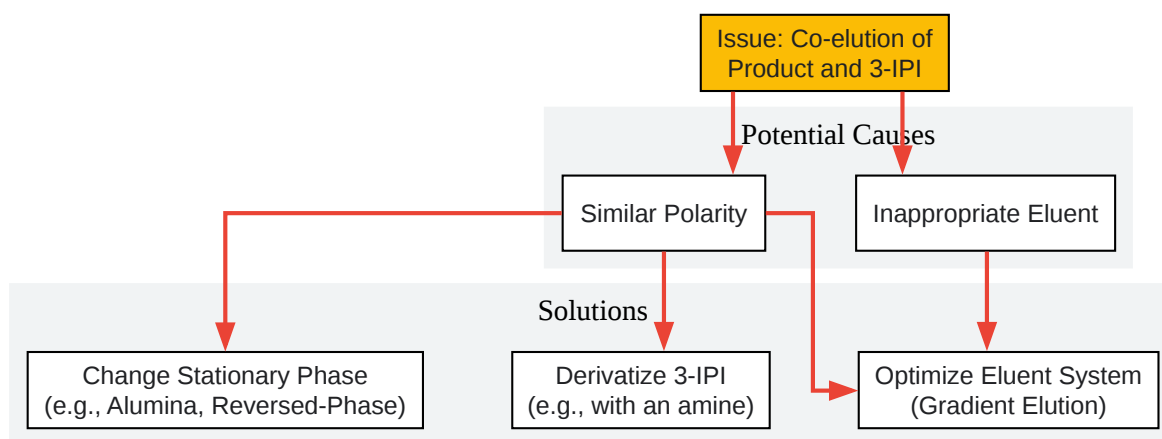 Issue: Co-elution of
Product and 3-IPI
Potential Causes
Similar Polarity
Inappropriate Eluent
Solutions
Change Stationary Phase
(e.g., Alumina, Reversed-Phase)
Derivatize 3-IPI
(e.g., with an amine)
Optimize Eluent System
(Gradient Elution)